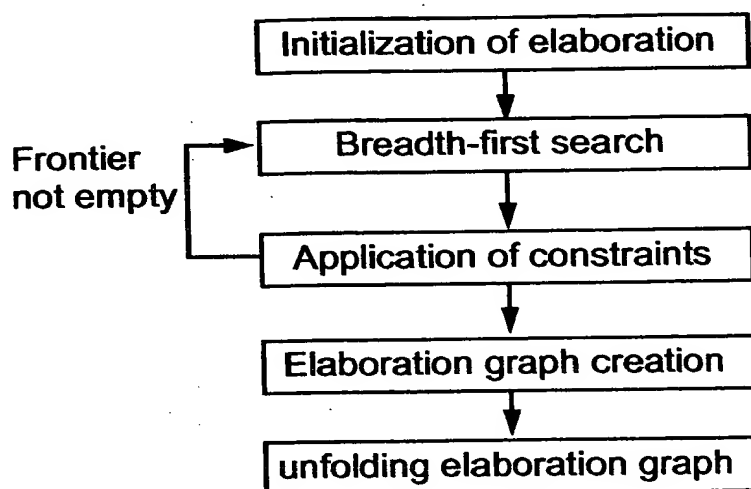 Initialization of elaboration
Breadth-first search
Frontier
not empty
Application of constraints
Elaboration graph creation
unfolding elaboration graph